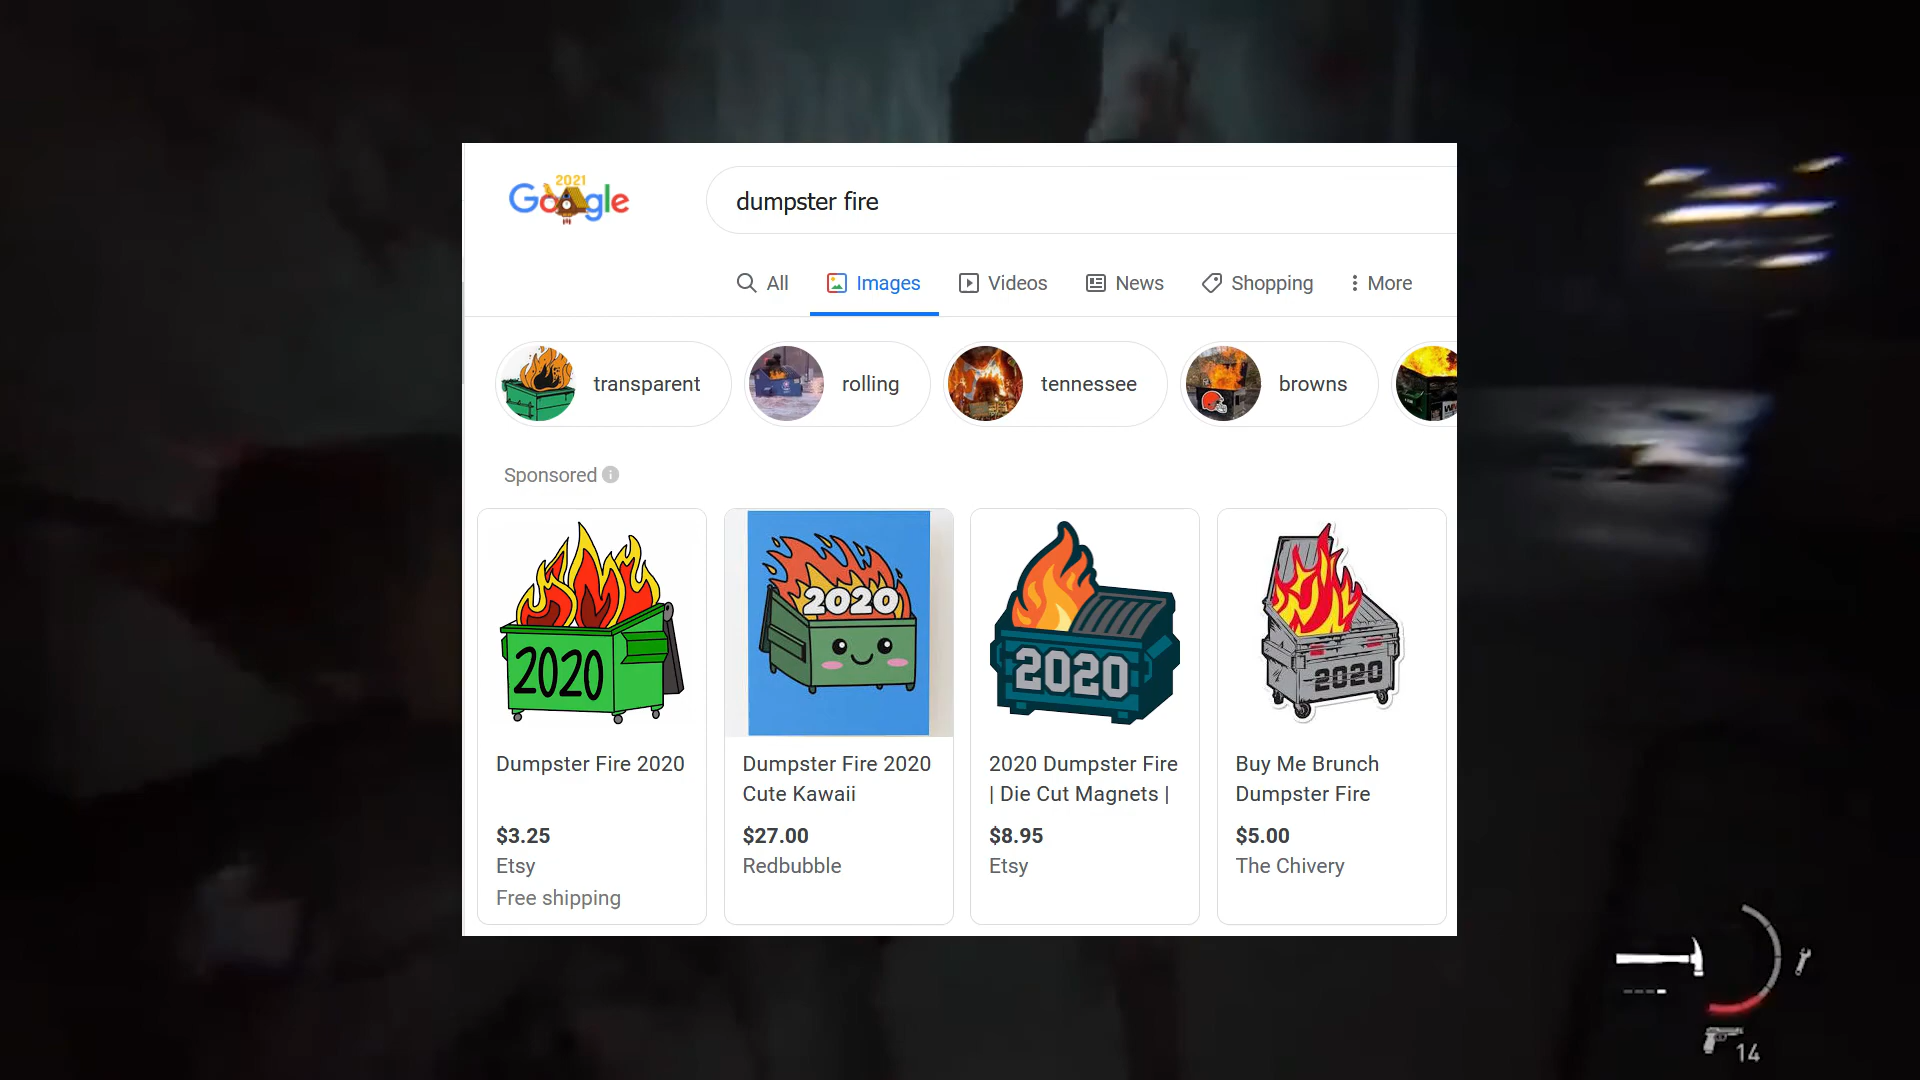 2021
Google
dumpster fire
All
Images
Videos
News
Shopping
More
transparent
rolling
tennessee
browns
Sponsored
2020
2020
2020
2020
Dumpster Fire 2020
$3.25
Etsy
Free shipping
Dumpster Fire 2020
Cute Kawaii
$27.00
Redbubble
2020 Dumpster Fire
| Die Cut Magnets |
$8.95
Etsy
Buy Me Brunch
Dumpster Fire
$5.00
The Chivery
14